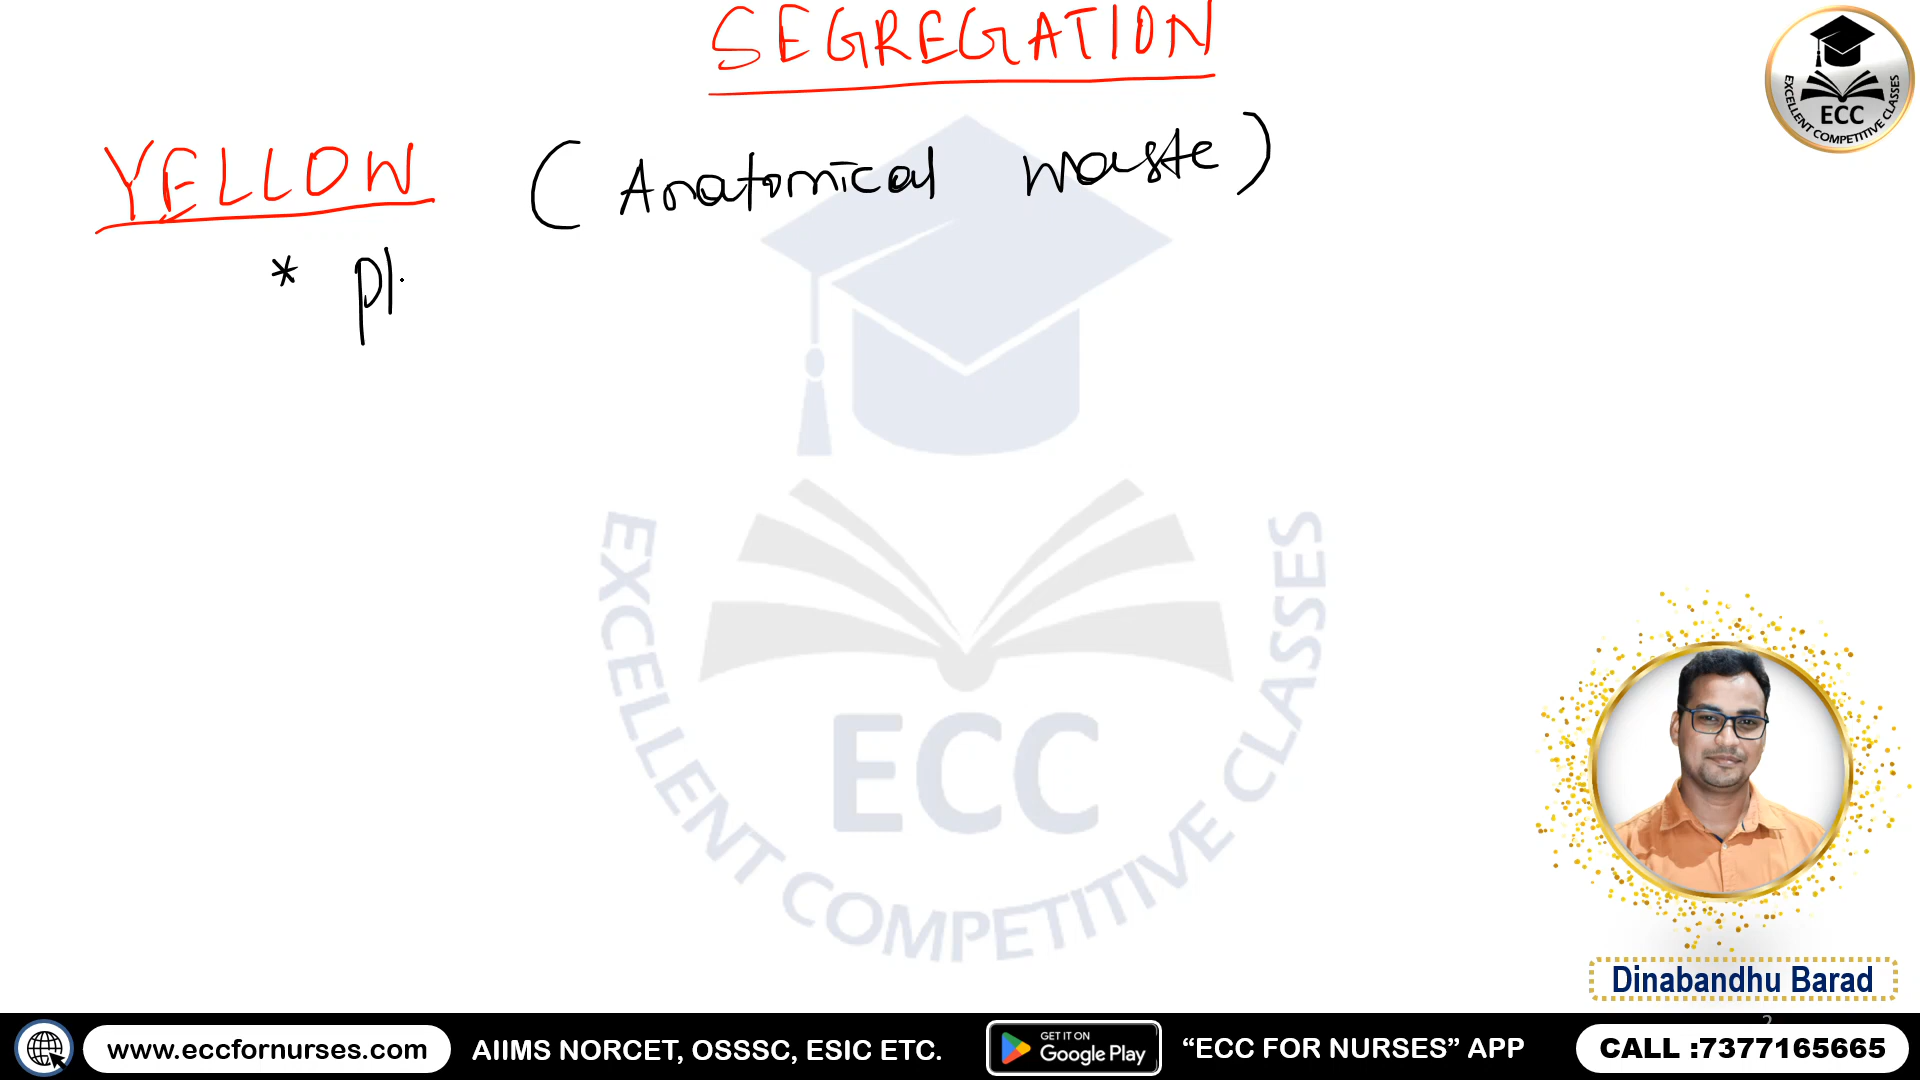 SEGREGATION
EXCELLENT COMPETITIVE CLASSES
ECC
YELLOW (Anatomical waste)
* pl
EXCELLENT COMPETITIVE CLASSES
ECC
Dinabandhu Barad
2
www.eccfornurses.com AIIMS NORCET, OSSSC, ESIC ETC. GET IT ON Google Play “ECC FOR NURSES” APP CALL :7377165665